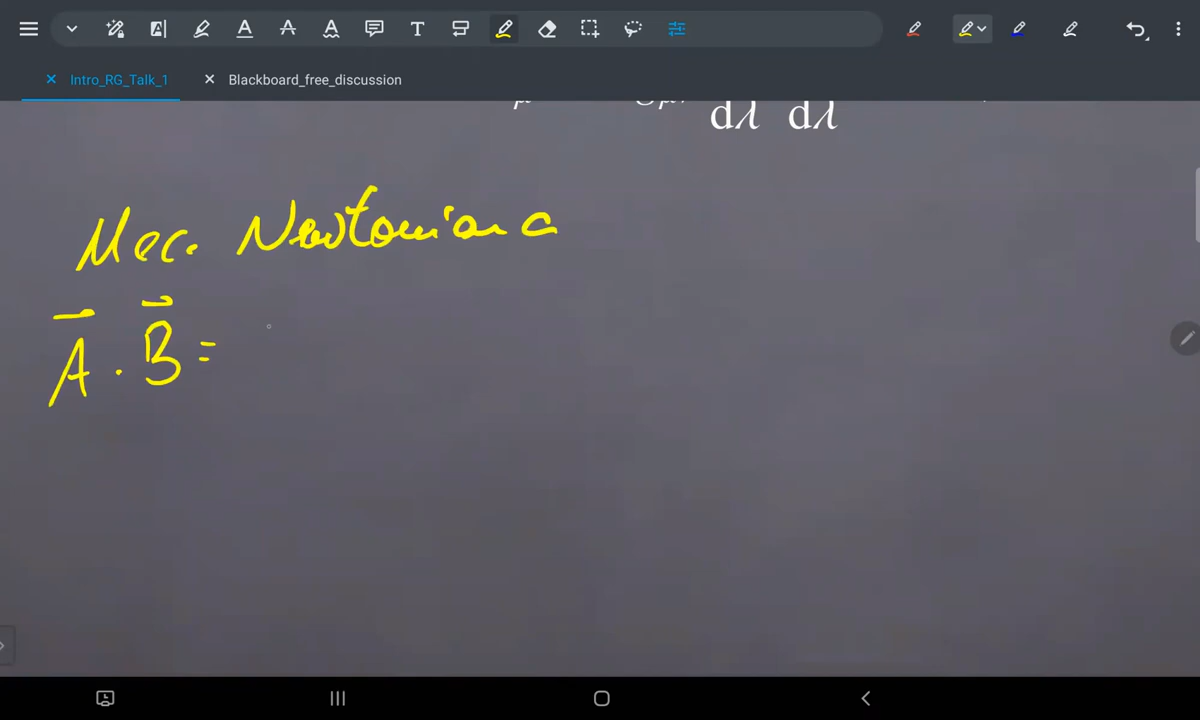 Intro_RG_Talk_1 Blackboard_free_discussion
dλ dλ
Mec. Newtoniana
A⃗ . B⃗ =